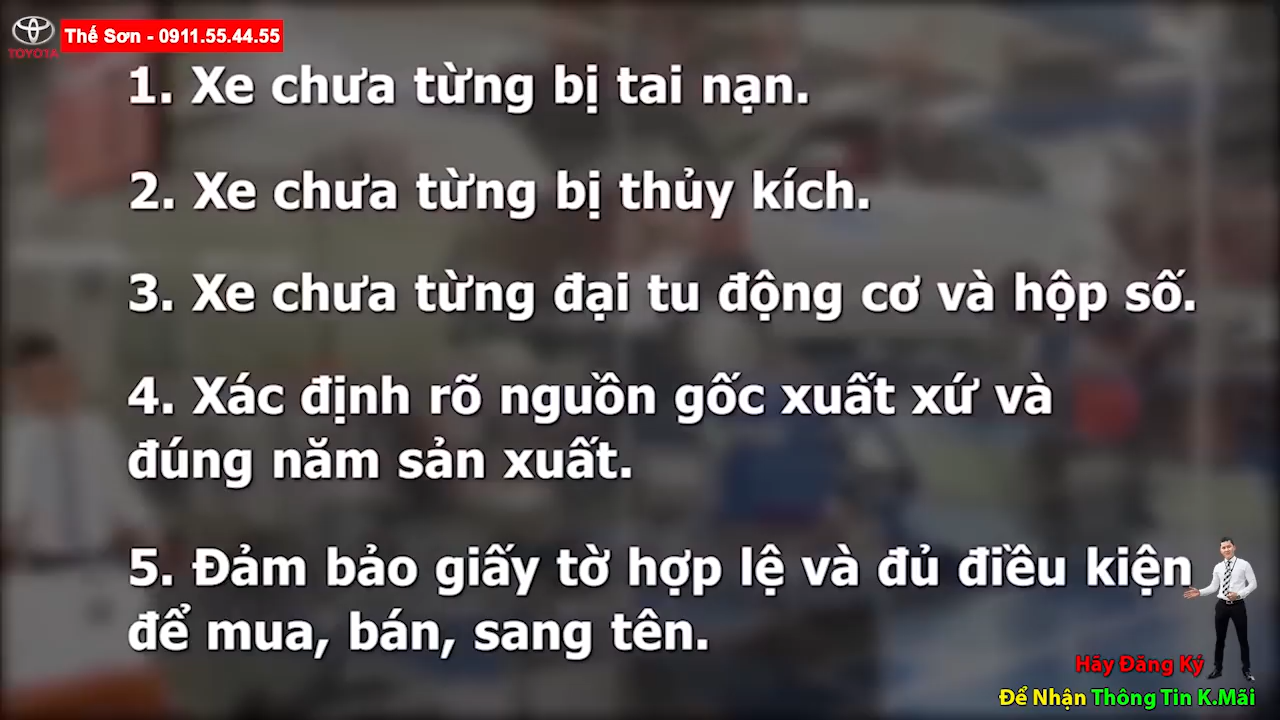 TOYOTA
Thế Sơn - 0911.55.44.55
1. Xe chưa từng bị tai nạn.
2. Xe chưa từng bị thủy kích.
3. Xe chưa từng đại tu động cơ và hộp số.
4. Xác định rõ nguồn gốc xuất xứ và
đúng năm sản xuất.
5. Đảm bảo giấy tờ hợp lệ và đủ điều kiện
để mua, bán, sang tên.
Hãy Đăng Ký
Để Nhận Thông Tin K.Mãi